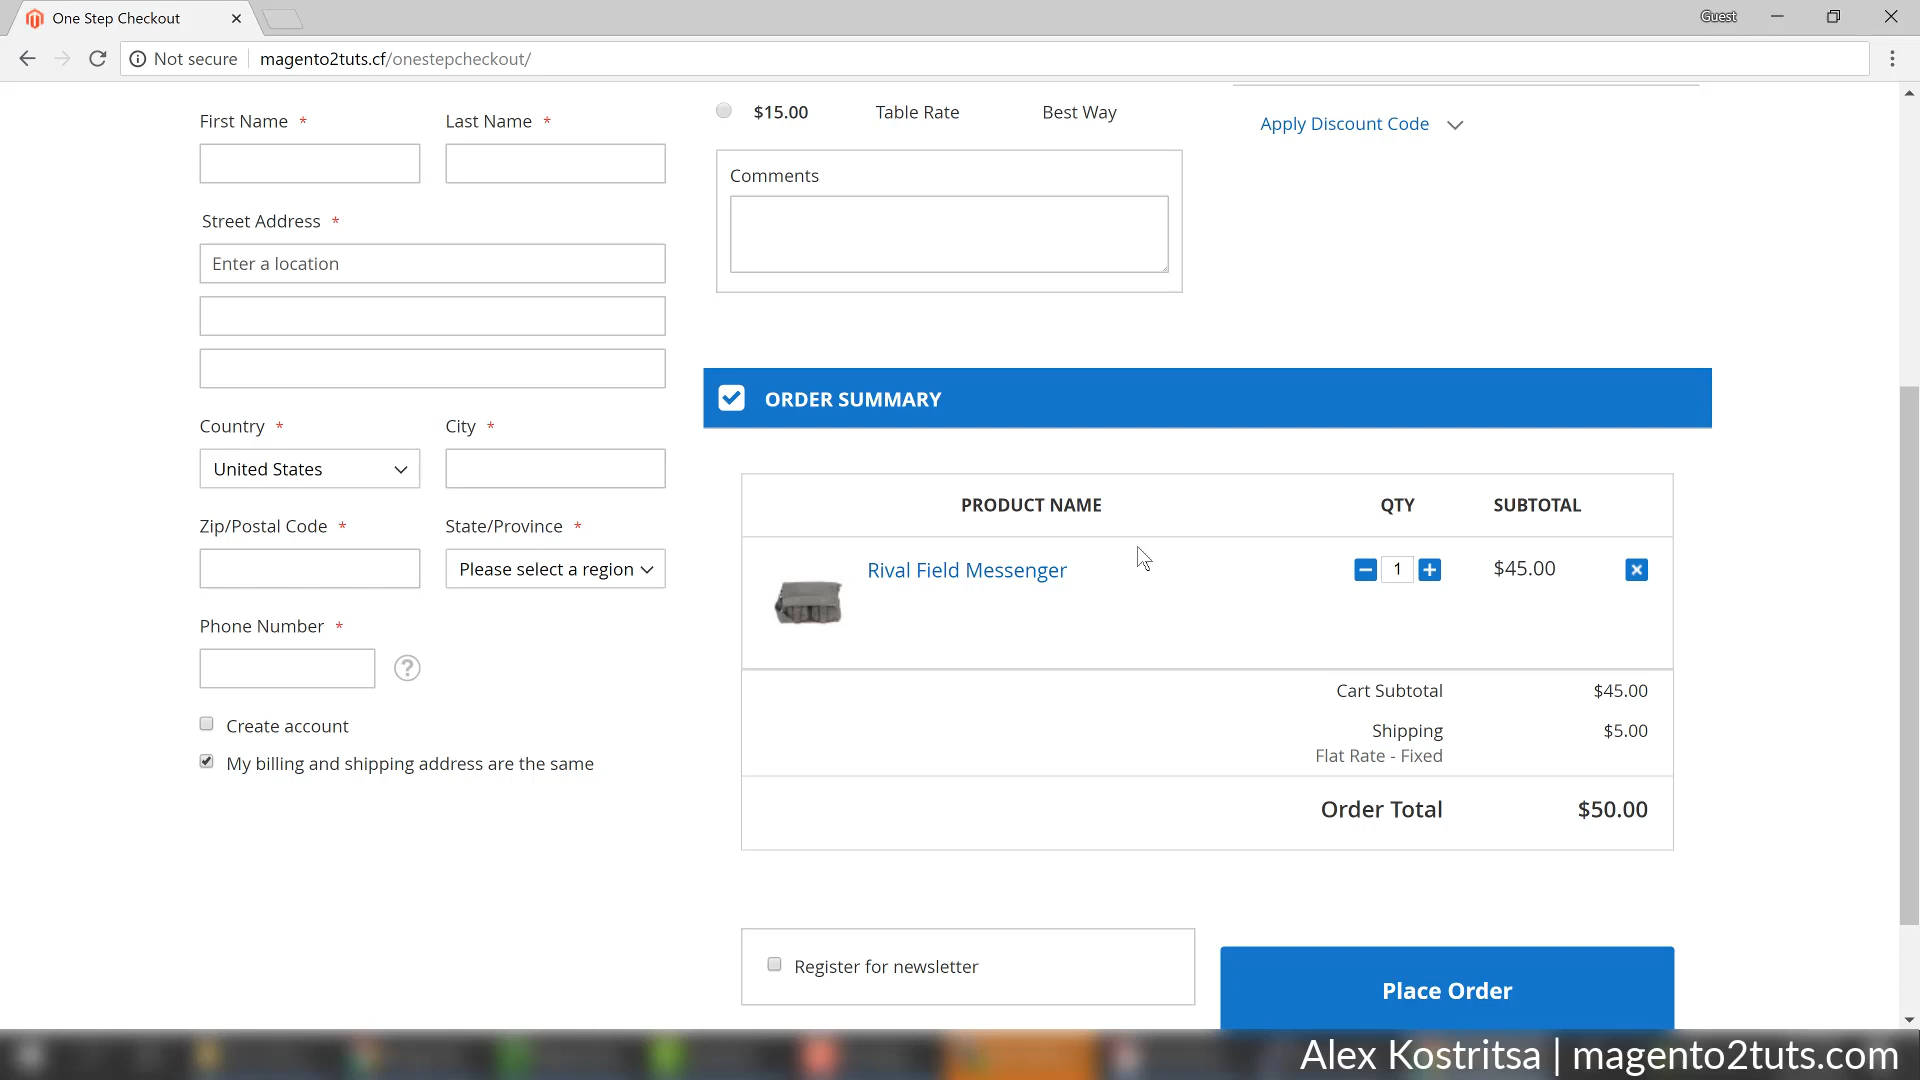 One Step Checkout
Guest
Not secure
magento2tuts.cf/onestepcheckout/
First Name *
Last Name *
Street Address *
Enter a location
Country *
City *
United States
Zip/Postal Code *
State/Province *
Please select a region
Phone Number *
?
Create account
My billing and shipping address are the same
$15.00 Table Rate Best Way
Comments
Apply Discount Code
ORDER SUMMARY
PRODUCT NAME QTY SUBTOTAL
Rival Field Messenger 1 $45.00
Cart Subtotal $45.00
Shipping $5.00
Flat Rate - Fixed
Order Total $50.00
Register for newsletter
Place Order
Alex Kostritsa | magento2tuts.com